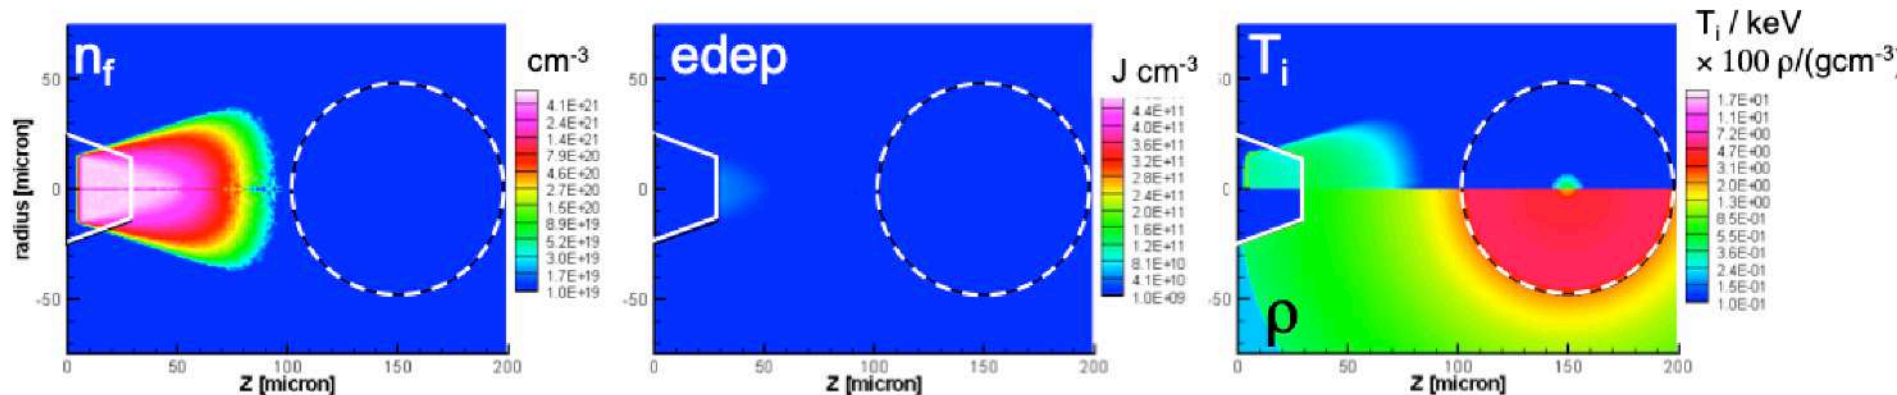 n_f
cm⁻³
4.1E+21
2.4E+21
1.4E+21
7.9E+20
4.6E+20
2.7E+20
1.5E+20
8.9E+19
5.2E+19
3.0E+19
1.7E+19
1.0E+19
radius [micron]
50
0
-50
0
50
100
150
200
Z [micron]
edep
J cm⁻³
4.4E+11
4.0E+11
3.6E+11
3.2E+11
2.8E+11
2.4E+11
2.0E+11
1.6E+11
1.2E+11
8.1E+10
4.1E+10
1.0E+09
50
0
-50
0
50
100
150
200
Z [micron]
T_i
T_i / keV
× 100 ρ/(gcm⁻³)
1.7E+01
1.1E+01
7.2E+00
4.7E+00
3.1E+00
2.0E+00
1.3E+00
8.5E-01
5.5E-01
3.6E-01
2.4E-01
1.5E-01
1.0E-01
0
-50
ρ
0
50
100
150
200
Z [micron]